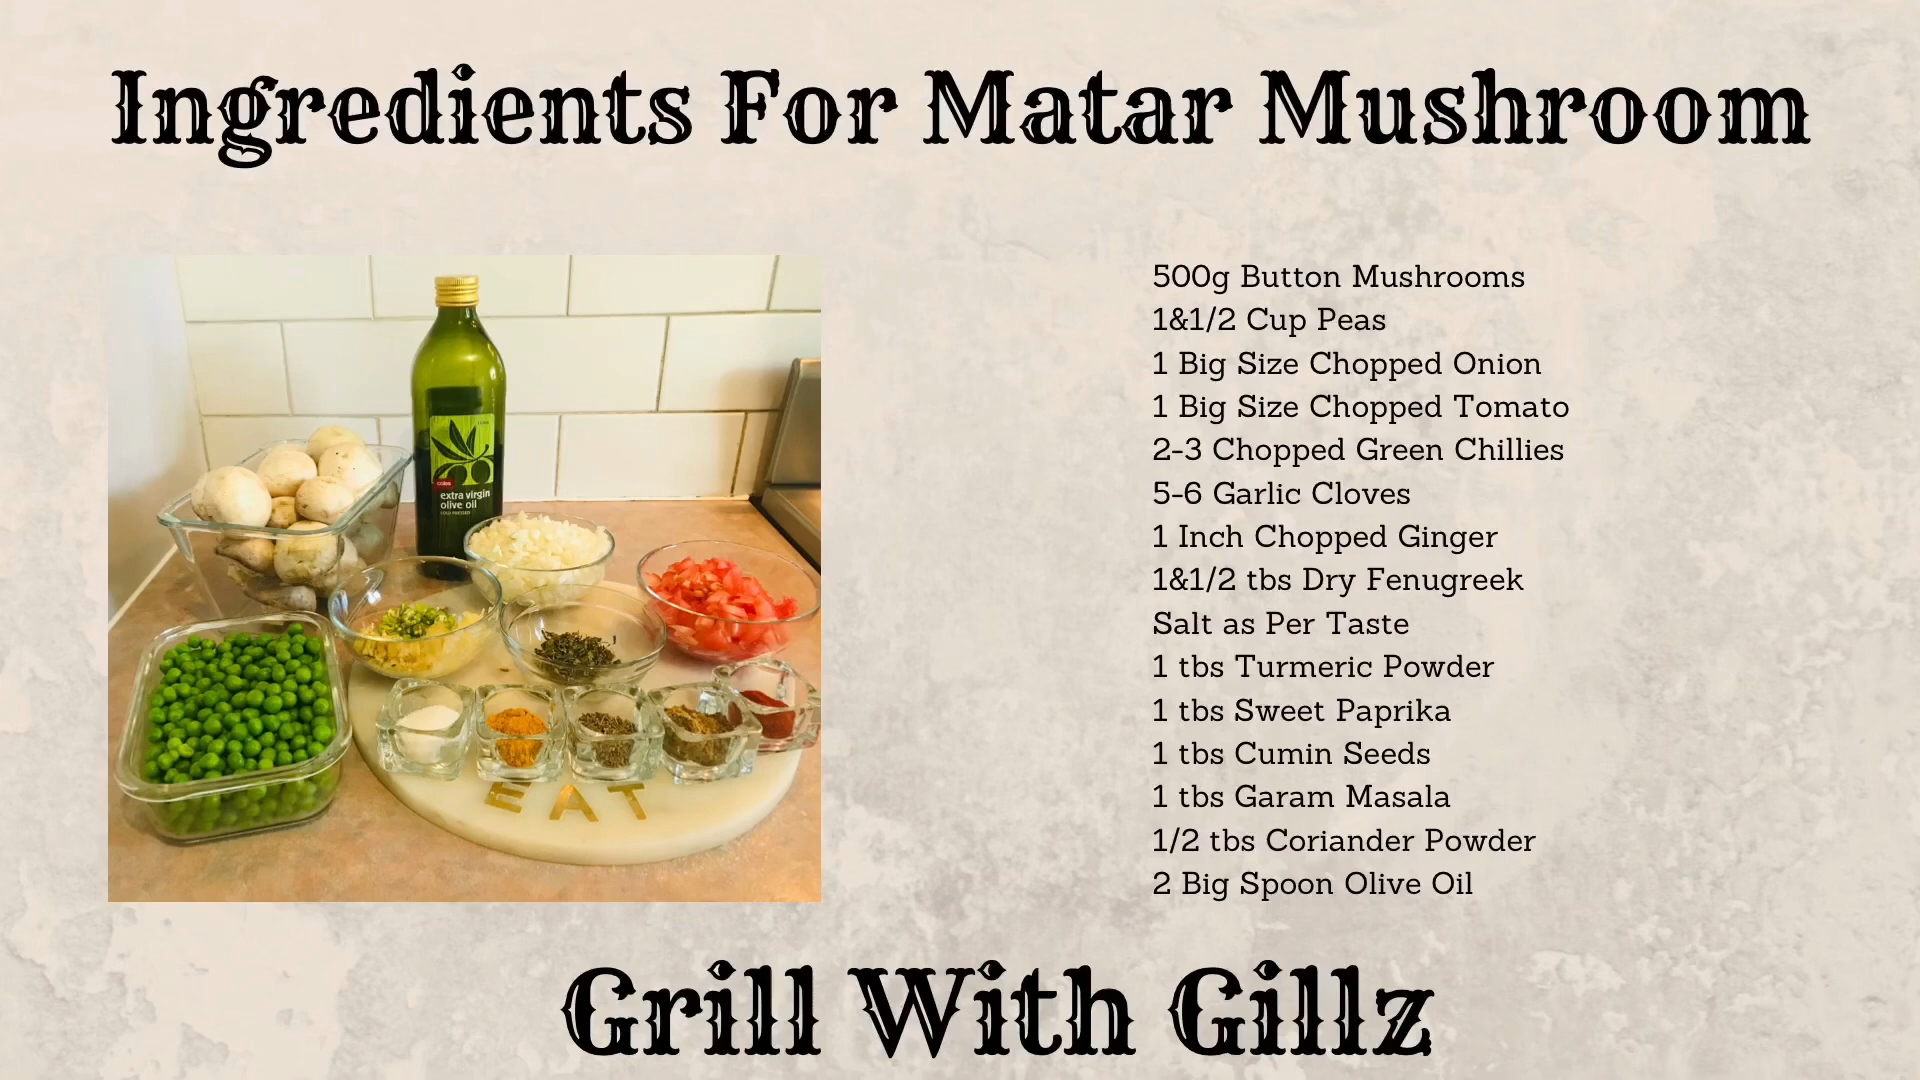 Ingredients For Matar Mushroom
500g Button Mushrooms
1&1/2 Cup Peas
1 Big Size Chopped Onion
1 Big Size Chopped Tomato
2-3 Chopped Green Chillies
5-6 Garlic Cloves
1 Inch Chopped Ginger
1&1/2 tbs Dry Fenugreek
Salt as Per Taste
1 tbs Turmeric Powder
1 tbs Sweet Paprika
1 tbs Cumin Seeds
1 tbs Garam Masala
1/2 tbs Coriander Powder
2 Big Spoon Olive Oil
coles
extra virgin
olive oil
COLD PRESSED
EAT
Grill With Gillz